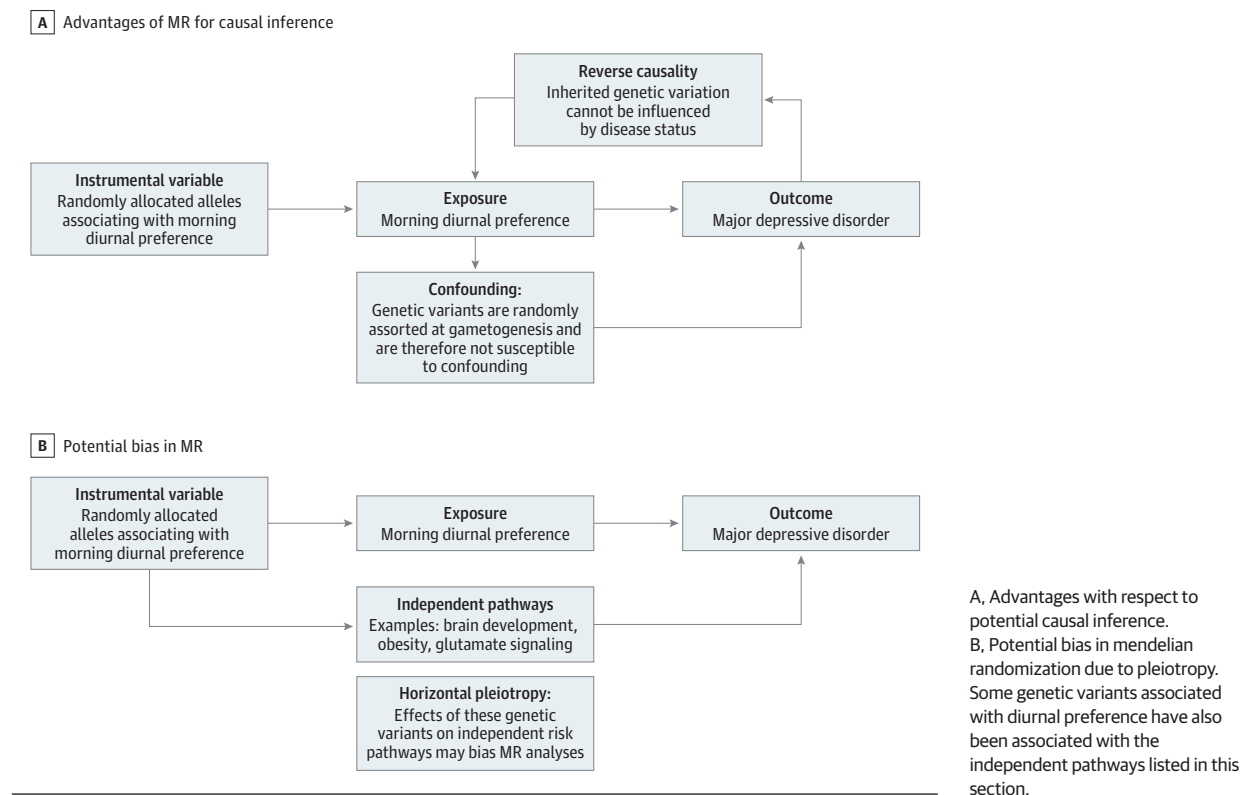 A Advantages of MR for causal inference
Reverse causality
Inherited genetic variation
cannot be influenced
by disease status
Instrumental variable
Randomly allocated alleles
associating with morning
diurnal preference
Exposure
Morning diurnal preference
Outcome
Major depressive disorder
Confounding:
Genetic variants are randomly
assorted at gametogenesis and
are therefore not susceptible
to confounding
B Potential bias in MR
Instrumental variable
Randomly allocated
alleles associating with
morning diurnal preference
Exposure
Morning diurnal preference
Outcome
Major depressive disorder
Independent pathways
Examples: brain development,
obesity, glutamate signaling
Horizontal pleiotropy:
Effects of these genetic
variants on independent risk
pathways may bias MR analyses
A, Advantages with respect to
potential causal inference.
B, Potential bias in mendelian
randomization due to pleiotropy.
Some genetic variants associated
with diurnal preference have also
been associated with the
independent pathways listed in this
section.